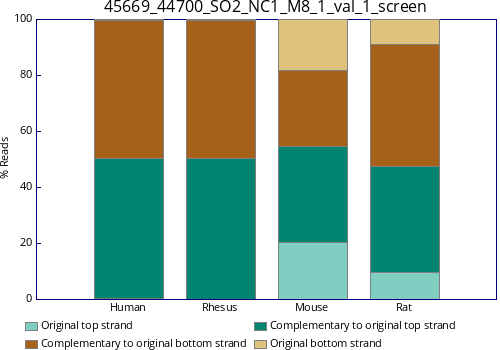 45669_44700_SO2_NC1_M8_1_val_1_screen
100
80
60
40
20
0
% Reads
Human Rhesus Mouse Rat
Original top strand Complementary to original top strand
Complementary to original bottom strand Original bottom strand